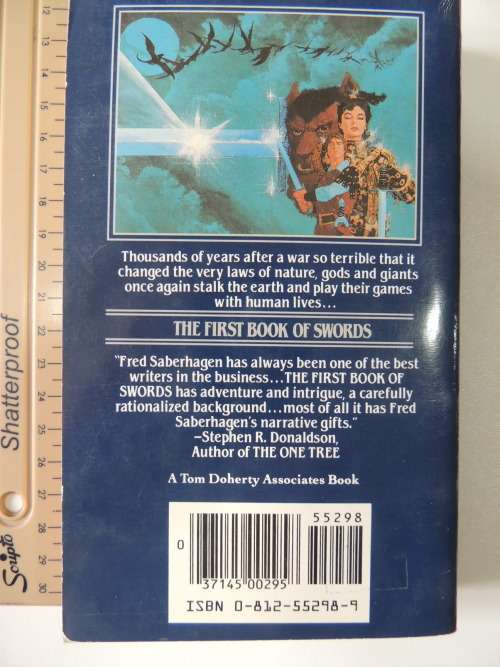 Thousands of years after a war so terrible that it
changed the very laws of nature, gods and giants
once again stalk the earth and play their games
with human lives...
THE FIRST BOOK OF SWORDS
"Fred Saberhagen has always been one of the best
writers in the business...THE FIRST BOOK OF
SWORDS has adventure and intrigue, a carefully
rationalized background...most of all it has Fred
Saberhagen's narrative gifts."
—Stephen R. Donaldson,
Author of THE ONE TREE
A Tom Doherty Associates Book
55298
0
37145 00295
ISBN 0-812-55298-9
12
13
14
15
16
17
18
19
20
21
22
23
24
25
26
27
28
29
30
Shatterproof
Scripto